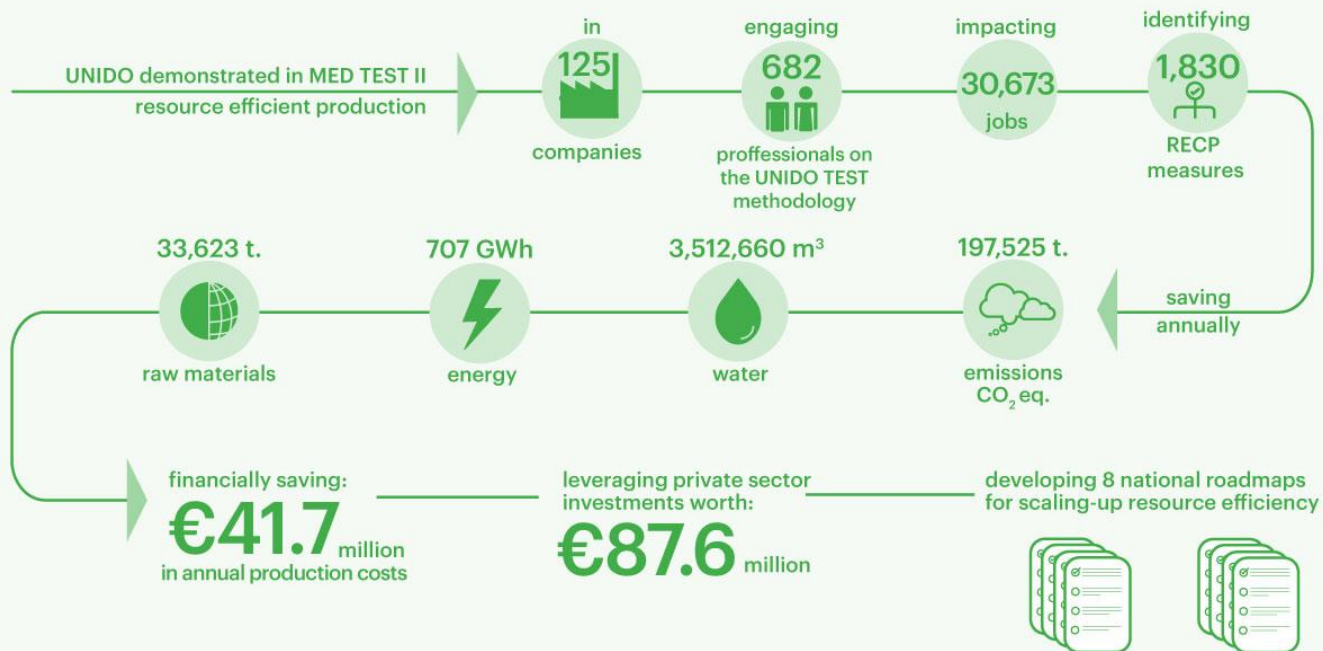 UNIDO demonstrated in MED TEST II
resource efficient production
in
125
companies
engaging
682
proffessionals on
the UNIDO TEST
methodology
impacting
30,673
jobs
identifying
1,830
RECP
measures
saving
annually
197,525 t.
emissions
CO₂ eq.
3,512,660 m³
water
707 GWh
energy
33,623 t.
raw materials
financially saving:
€41.7 million
in annual production costs
leveraging private sector
investments worth:
€87.6 million
developing 8 national roadmaps
for scaling-up resource efficiency